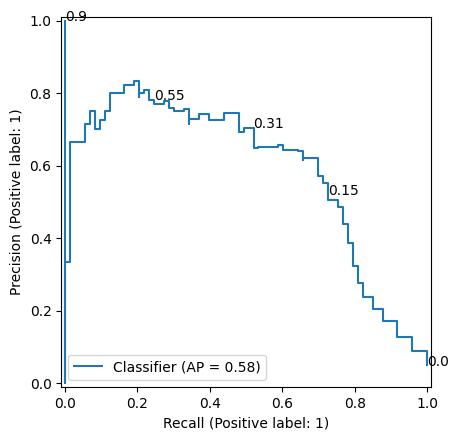 1.0
0.8
0.6
0.4
0.2
0.0
Precision (Positive label: 1)
0.9
0.55
0.31
0.15
0.0
Classifier (AP = 0.58)
0.0 0.2 0.4 0.6 0.8 1.0
Recall (Positive label: 1)